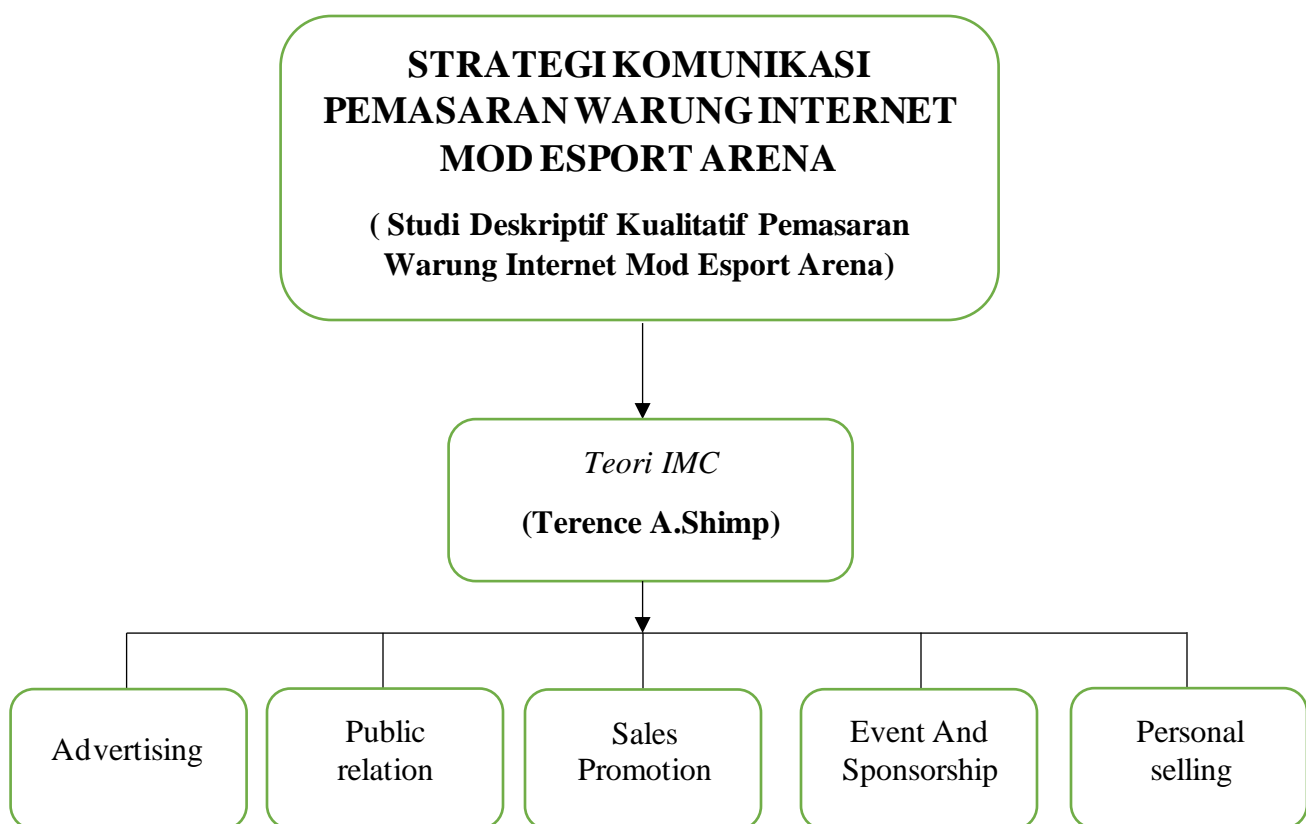 STRATEGI KOMUNIKASI
PEMASARAN WARUNG INTERNET
MOD ESPORT ARENA
( Studi Deskriptif Kualitatif Pemasaran
Warung Internet Mod Esport Arena)
Teori IMC
(Terence A.Shimp)
Advertising
Public
relation
Sales
Promotion
Event And
Sponsorship
Personal
selling